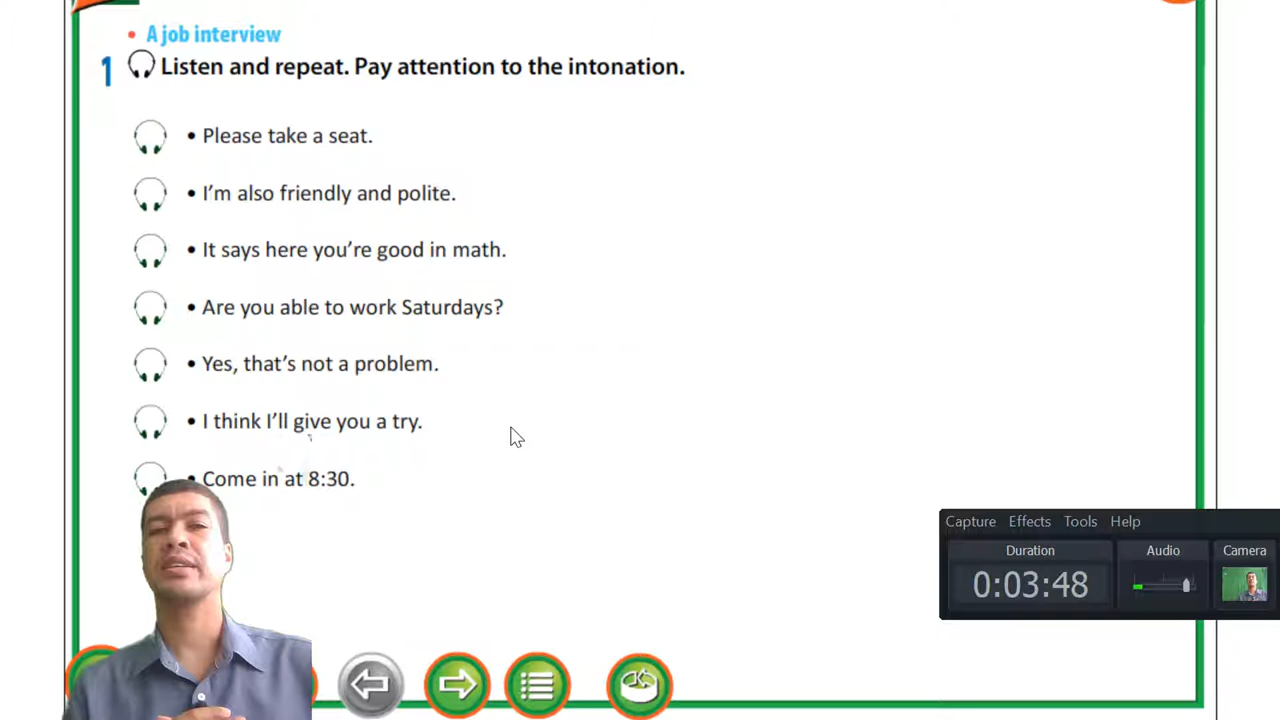 • A job interview
1 Listen and repeat. Pay attention to the intonation.
• Please take a seat.
• I'm also friendly and polite.
• It says here you're good in math.
• Are you able to work Saturdays?
• Yes, that's not a problem.
• I think I'll give you a try.
• Come in at 8:30.
Capture Effects Tools Help
Duration Audio Camera
0:03:48